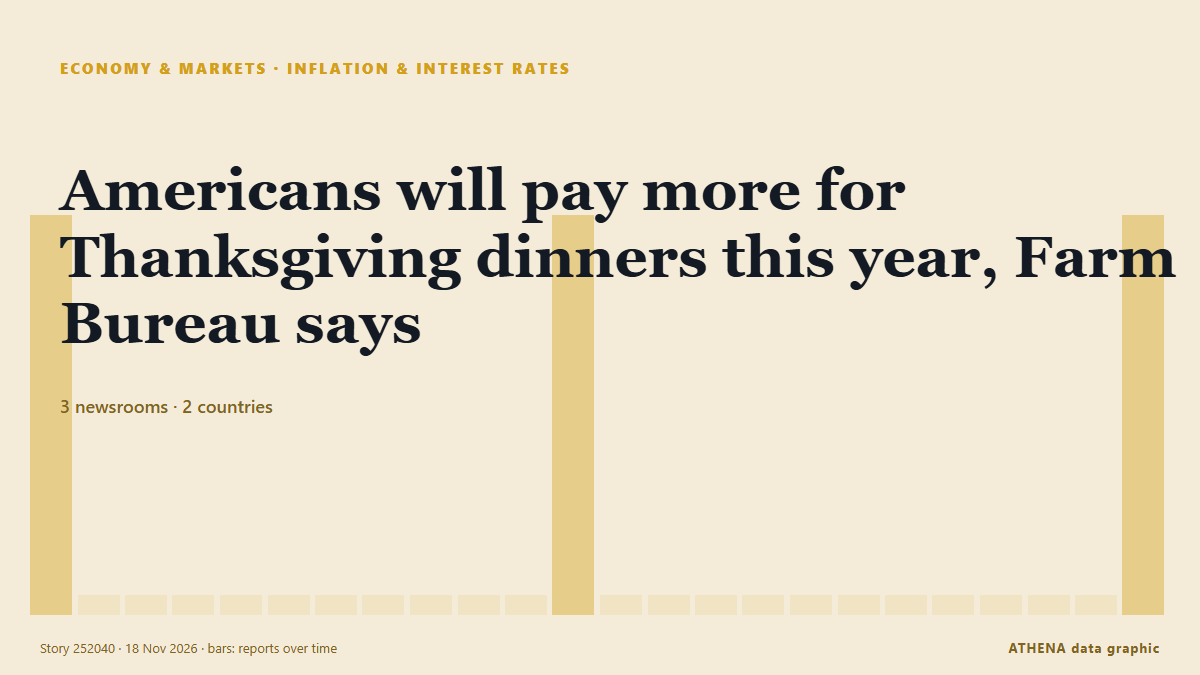 ECONOMY & MARKETS · INFLATION & INTEREST RATES
Americans will pay more for
Thanksgiving dinners this year, Farm
Bureau says
3 newsrooms · 2 countries
Story 252040 · 18 Nov 2026 · bars: reports over time
ATHENA data graphic